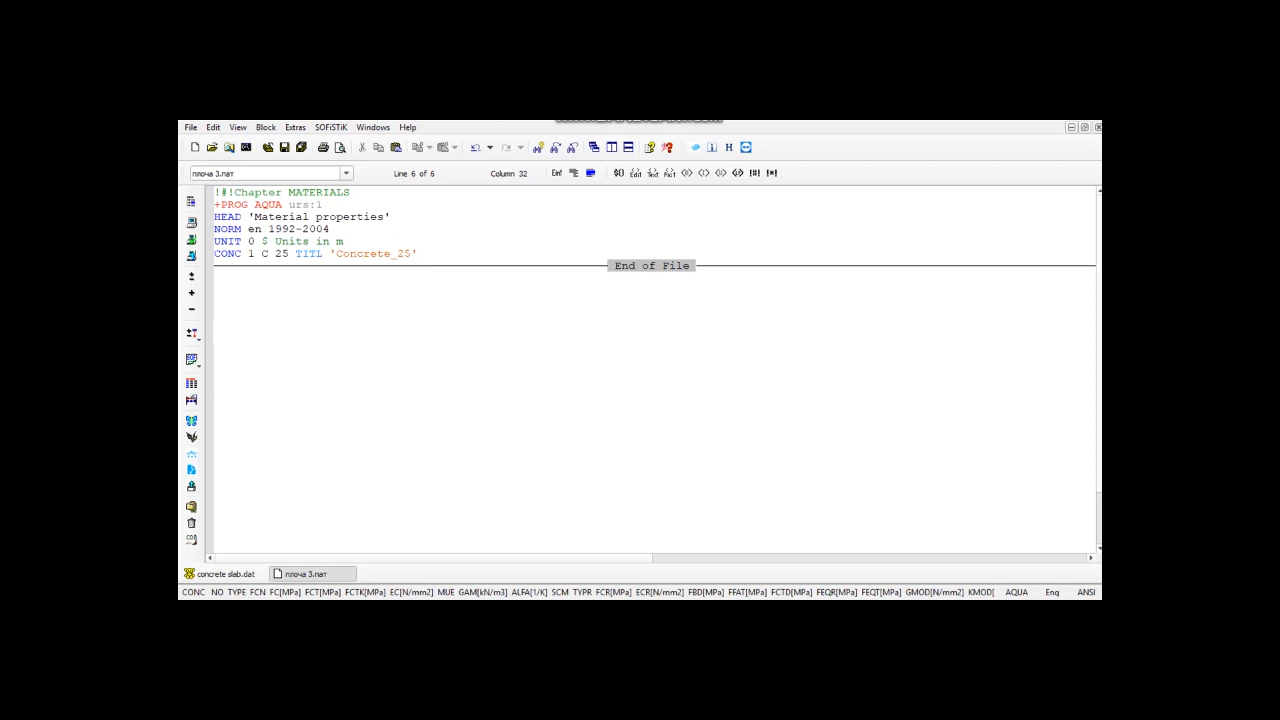 File Edit View Block Extras SOFiSTiK Windows Help
плоча 3.пат Line 6 of 6 Column 32
!#!Chapter MATERIALS
+PROG AQUA urs:1
HEAD 'Material properties'
NORM en 1992-2004
UNIT 0 $ Units in m
CONC 1 C 25 TITL 'Concrete_25'
End of File
concrete slab.dat плоча 3.пат
CONC NO TYPE FCN FC[MPa] FCT[MPa] FCTK[MPa] EC[N/mm2] MUE GAM[kN/m3] ALFA[1/K] SCM TYPR FCR[MPa] ECR[N/mm2] FBD[MPa] FFAT[MPa] FCTD[MPa] FEQR[MPa] FEQT[MPa] GMOD[N/mm2] KMOD[ AQUA Enq ANSI